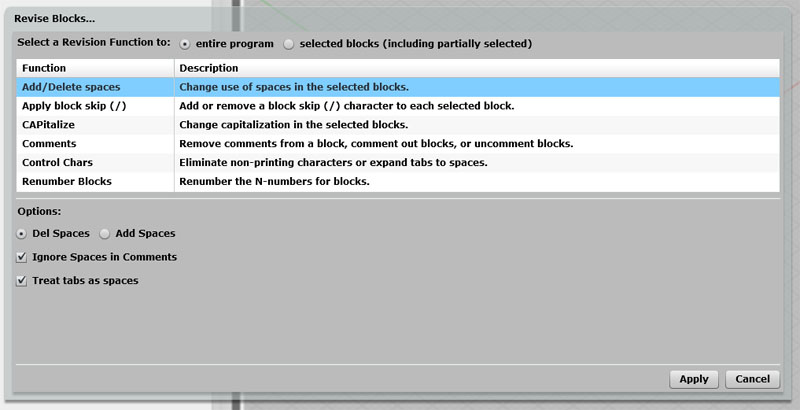 Revise Blocks...
Select a Revision Function to: entire program selected blocks (including partially selected)
Function Description
Add/Delete spaces Change use of spaces in the selected blocks.
Apply block skip (/) Add or remove a block skip (/) character to each selected block.
CAPitalize Change capitalization in the selected blocks.
Comments Remove comments from a block, comment out blocks, or uncomment blocks.
Control Chars Eliminate non-printing characters or expand tabs to spaces.
Renumber Blocks Renumber the N-numbers for blocks.
Options:
Del Spaces Add Spaces
Ignore Spaces in Comments
Treat tabs as spaces
Apply Cancel